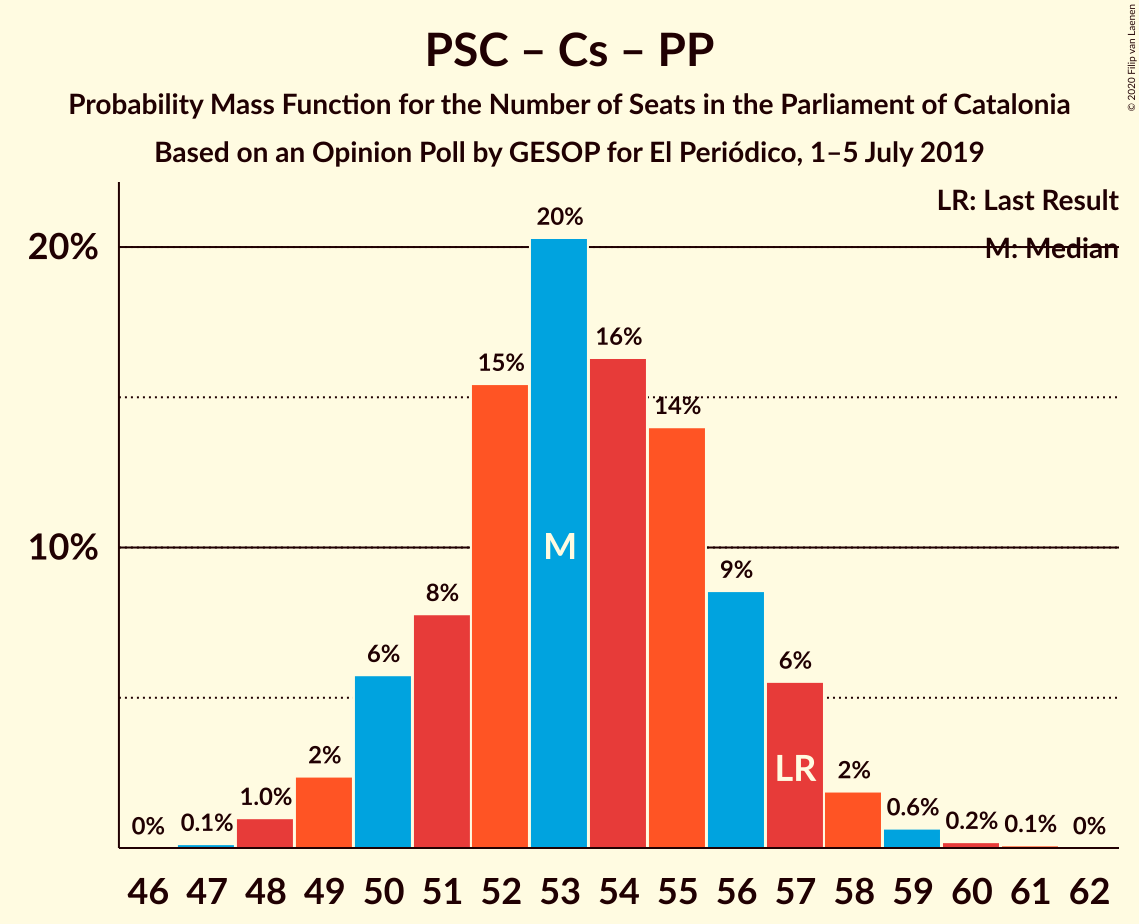 PSC – Cs – PP
Probability Mass Function for the Number of Seats in the Parliament of Catalonia
Based on an Opinion Poll by GESOP for El Periódico, 1–5 July 2019
© 2020 Filip van Laenen
LR: Last Result
M: Median
20%
10%
0%
0.1%
1.0%
2%
6%
8%
15%
20%
16%
14%
9%
6%
2%
0.6%
0.2%
0.1%
0%
M
LR
46 47 48 49 50 51 52 53 54 55 56 57 58 59 60 61 62